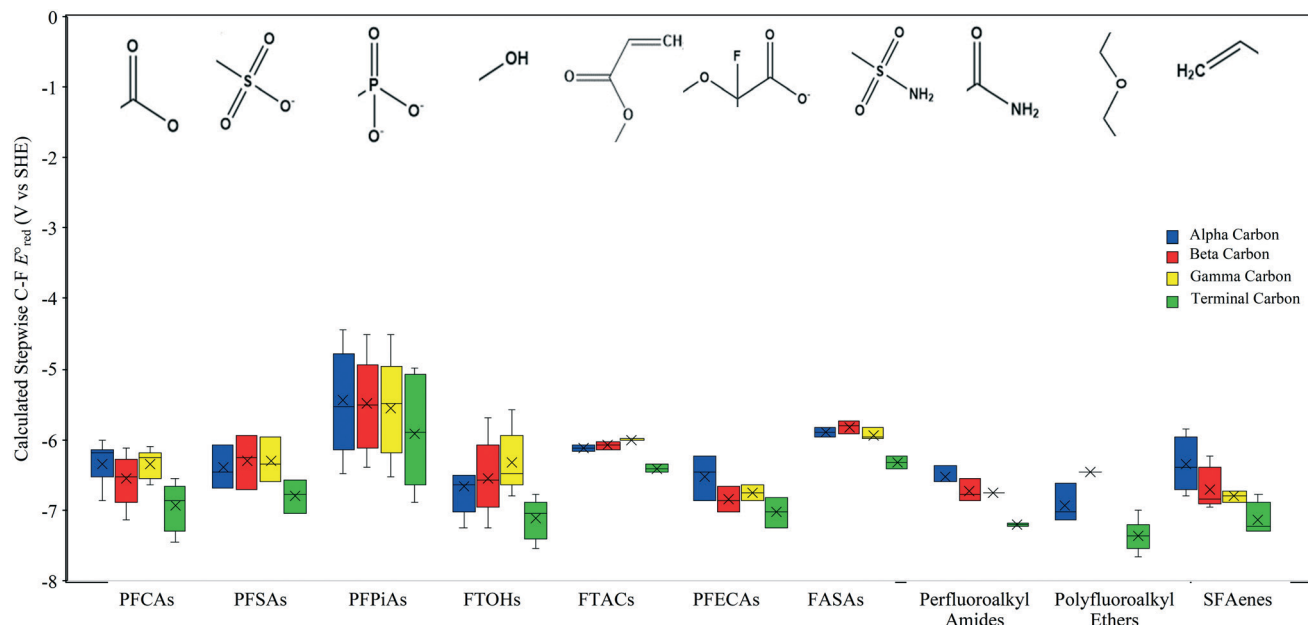 0
-1
-2
-3
-4
-5
-6
-7
-8
Calculated Stepwise C-F E°red (V vs SHE)
O
O
O
S
O
O-
O
P
O-
O-
OH
CH
O
O
F
O
O
O-
O
S
O
NH2
O
NH2
O
H2C
Alpha Carbon
Beta Carbon
Gamma Carbon
Terminal Carbon
PFCAs
PFSAs
PFPiAs
FTOHs
FTACs
PFECAs
FASAs
Perfluoroalkyl
Amides
Polyfluoroalkyl
Ethers
SFAenes